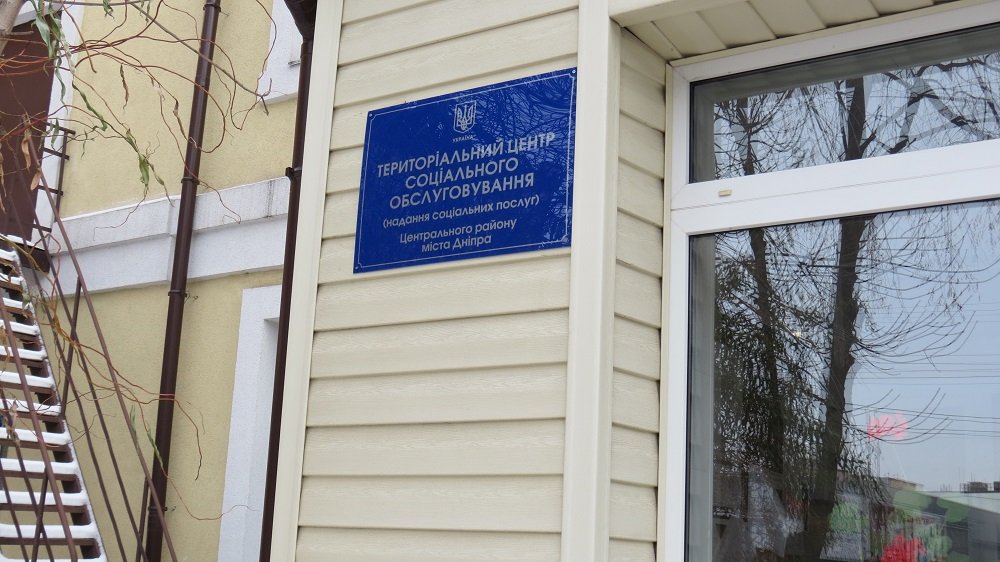 УКРАЇНА
ТЕРИТОРІАЛЬНИЙ ЦЕНТР
СОЦІАЛЬНОГО
ОБСЛУГОВУВАННЯ
(надання соціальних послуг)
Центрального району
міста Дніпра